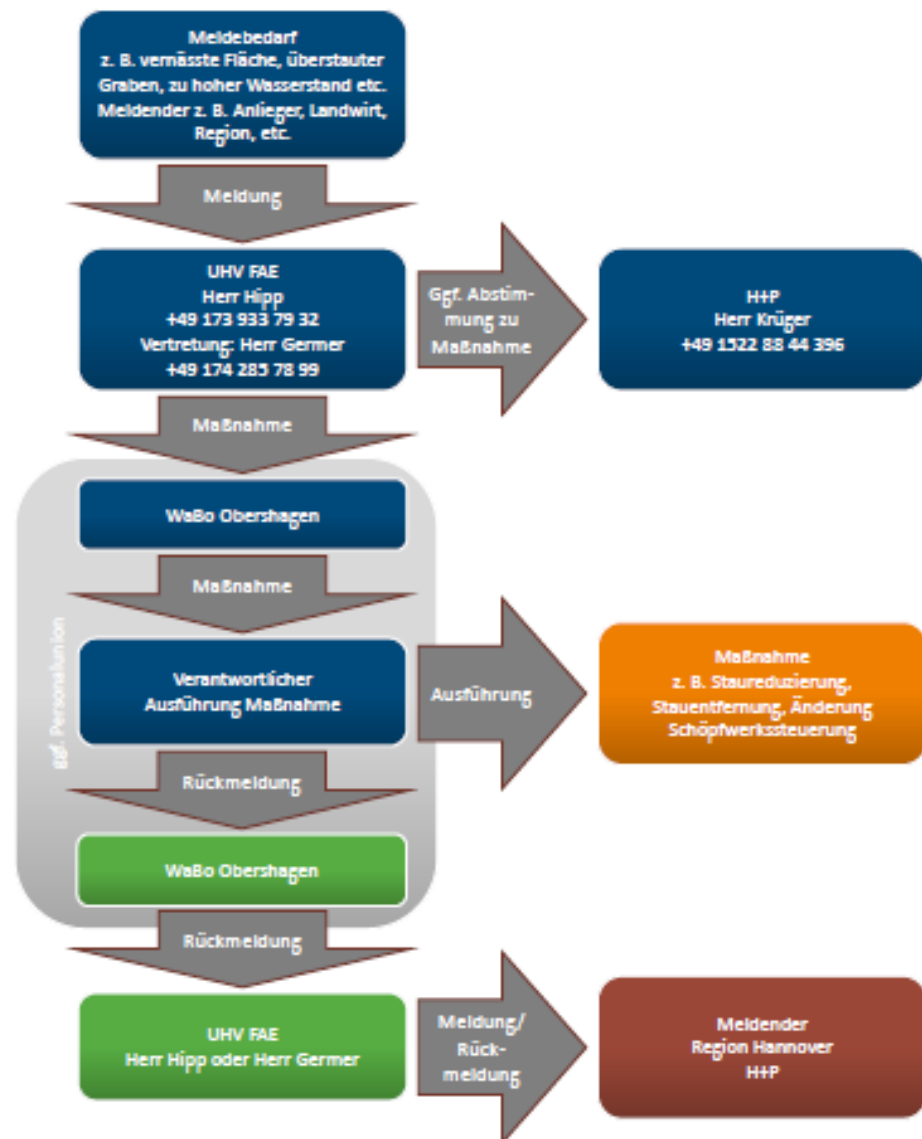 Meldebedarf
z. B. vernässte Fläche, überstauter
Graben, zu hoher Wasserstand etc.
Meldender z. B. Anlieger, Landwirt,
Region, etc.
Meldung
UHV FAE
Herr Hipp
+49 173 933 79 32
Vertretung: Herr Germer
+49 174 285 78 99
Ggf. Abstim-
mung zu
Maßnahme
H+P
Herr Krüger
+49 1522 88 44 396
Maßnahme
WaBo Obershagen
Maßnahme
ggf. Personalunion
Verantwortlicher
Ausführung Maßnahme
Ausführung
Maßnahme
z. B. Staureduzierung,
Stauentfernung, Änderung
Schöpfwerkssteuerung
Rückmeldung
WaBo Obershagen
Rückmeldung
UHV FAE
Herr Hipp oder Herr Germer
Meldung/
Rück-
meldung
Meldender
Region Hannover
H+P